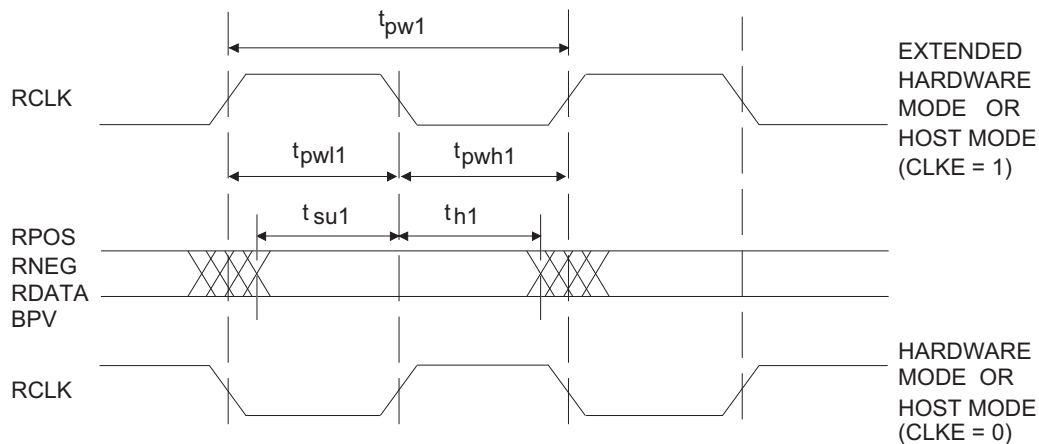 tpw1
EXTENDED
HARDWARE
MODE OR
HOST MODE
(CLKE = 1)
RCLK
tpwl1
tpwh1
tsu1
th1
RPOS
RNEG
RDATA
BPV
RCLK
HARDWARE
MODE OR
HOST MODE
(CLKE = 0)